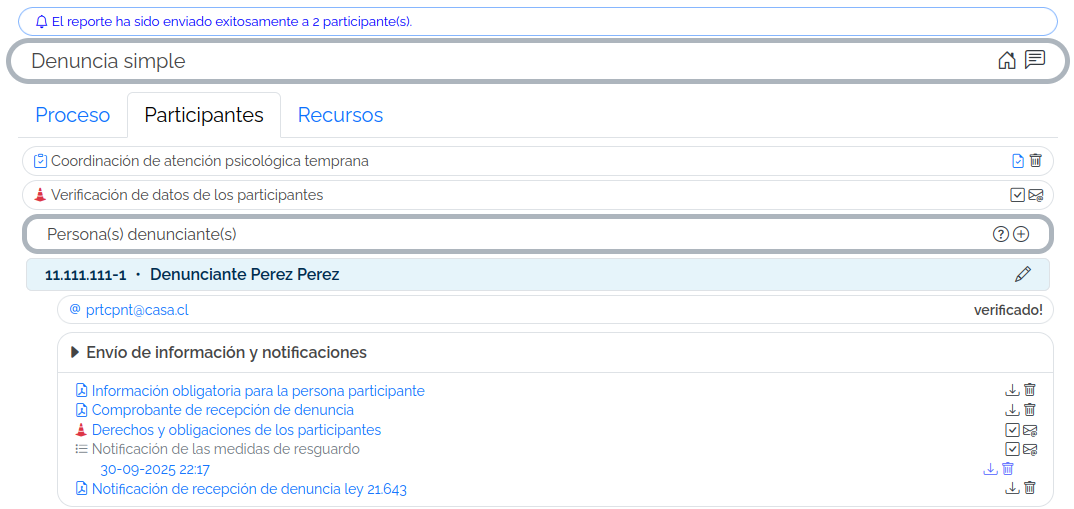 El reporte ha sido enviado exitosamente a 2 participante(s).
Denuncia simple
Proceso Participantes Recursos
Coordinación de atención psicológica temprana
Verificación de datos de los participantes
Persona(s) denunciante(s)
11.111.111-1 · Denunciante Perez Perez
@ prtcpnt@casa.cl verificado!
Envío de información y notificaciones
Información obligatoria para la persona participante
Comprobante de recepción de denuncia
Derechos y obligaciones de los participantes
Notificación de las medidas de resguardo
30-09-2025 22:17
Notificación de recepción de denuncia ley 21.643